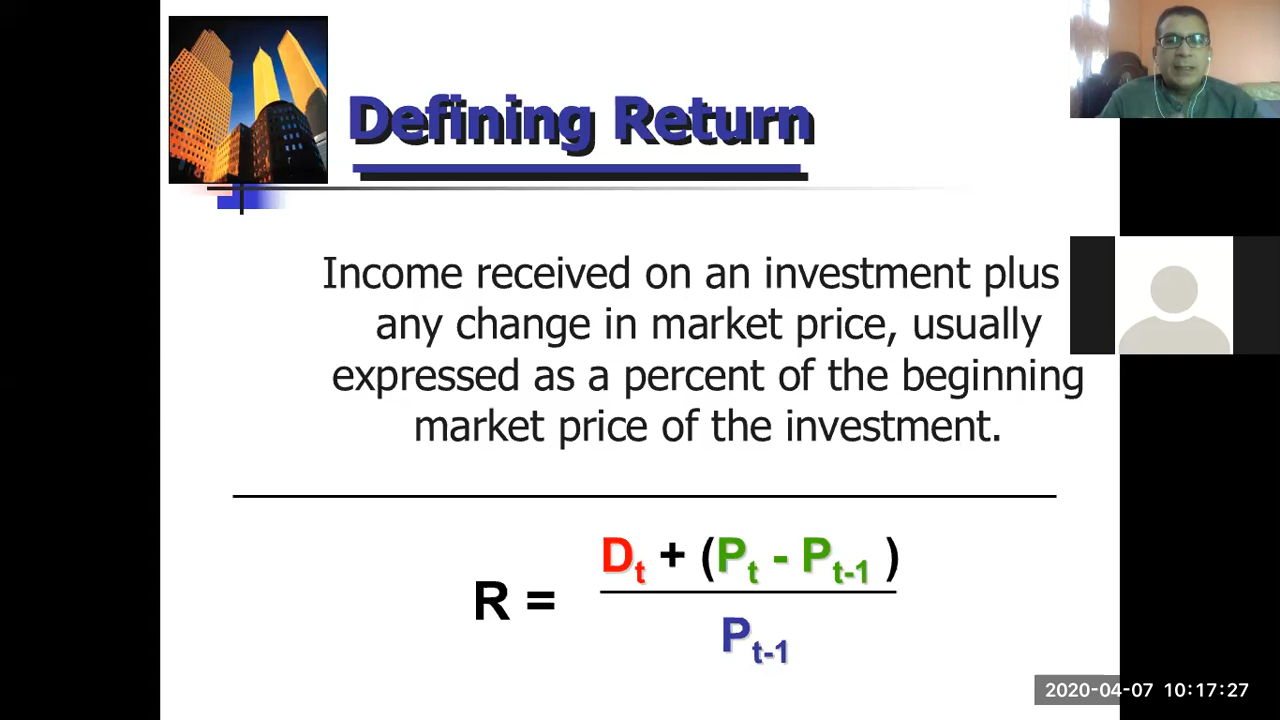 Defining Return
Income received on an investment plus
any change in market price, usually
expressed as a percent of the beginning
market price of the investment.
R = Dt + (Pt - Pt-1 )
Pt-1
2020-04-07 10:17:27